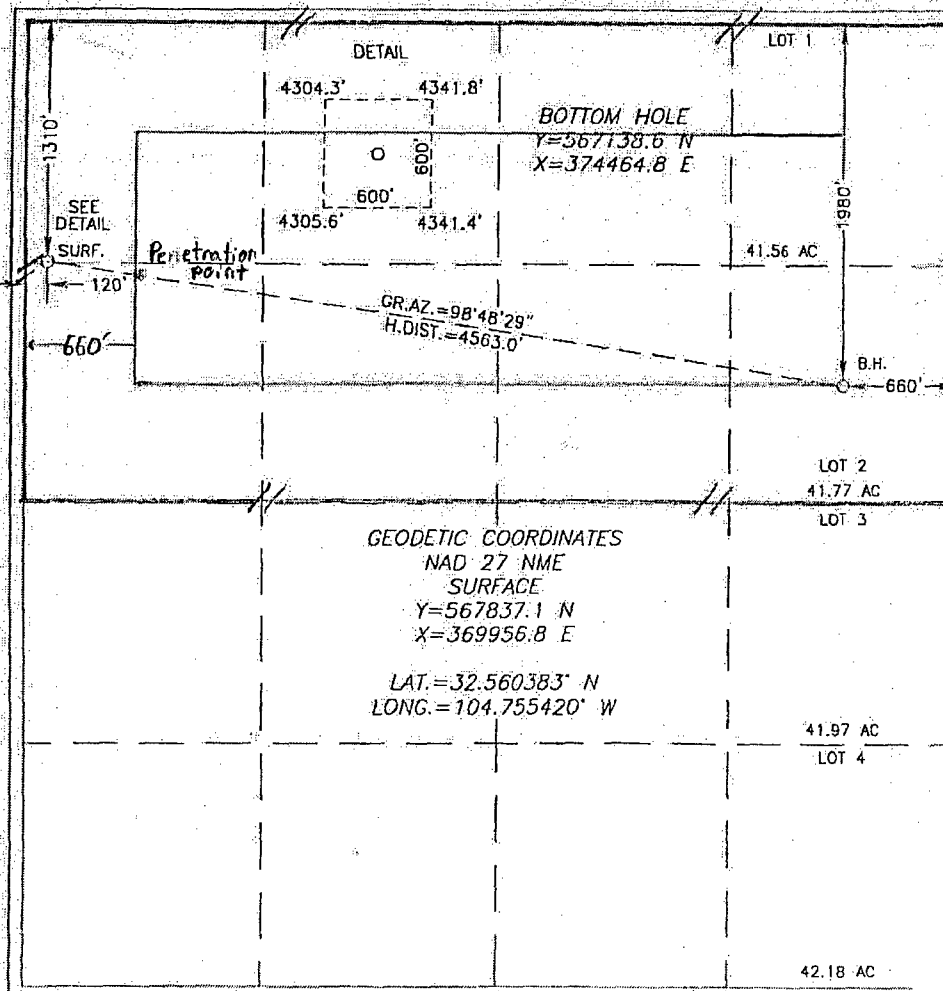 LOT 1
DETAIL
4304.3' 4341.8'
BOTTOM HOLE
Y=567138.6 N
X=374464.8 E
1310'
600'
600'
1980'
4305.6' 4341.4'
SEE
DETAIL
SURF.
Penetration
point
41.56 AC
120'
GR.AZ.=98°48'29"
H.DIST.=4563.0'
660'
B.H.
660'
LOT 2
41.77 AC
LOT 3
GEODETIC COORDINATES
NAD 27 NME
SURFACE
Y=567837.1 N
X=369956.8 E
LAT.=32.560383° N
LONG.=104.755420° W
41.97 AC
LOT 4
42.18 AC